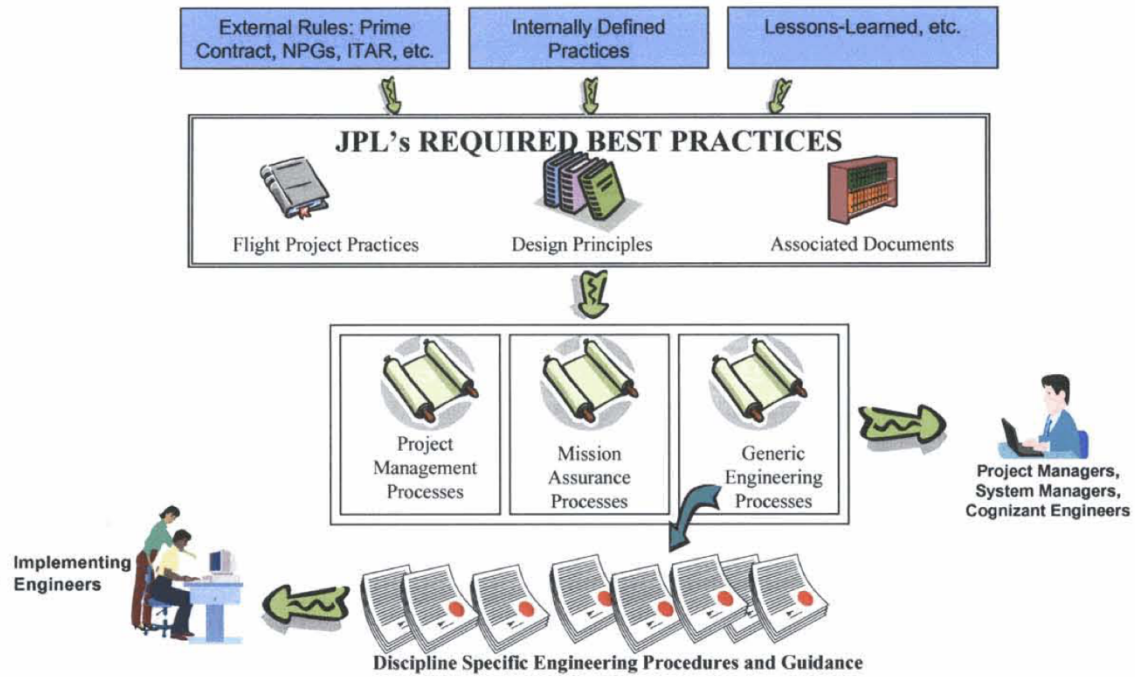 External Rules: Prime
Contract, NPGs, ITAR, etc.
Internally Defined
Practices
Lessons-Learned, etc.
JPL's REQUIRED BEST PRACTICES
Flight Project Practices
Design Principles
Associated Documents
Project
Management
Processes
Mission
Assurance
Processes
Generic
Engineering
Processes
Project Managers,
System Managers,
Cognizant Engineers
Implementing
Engineers
Discipline Specific Engineering Procedures and Guidance